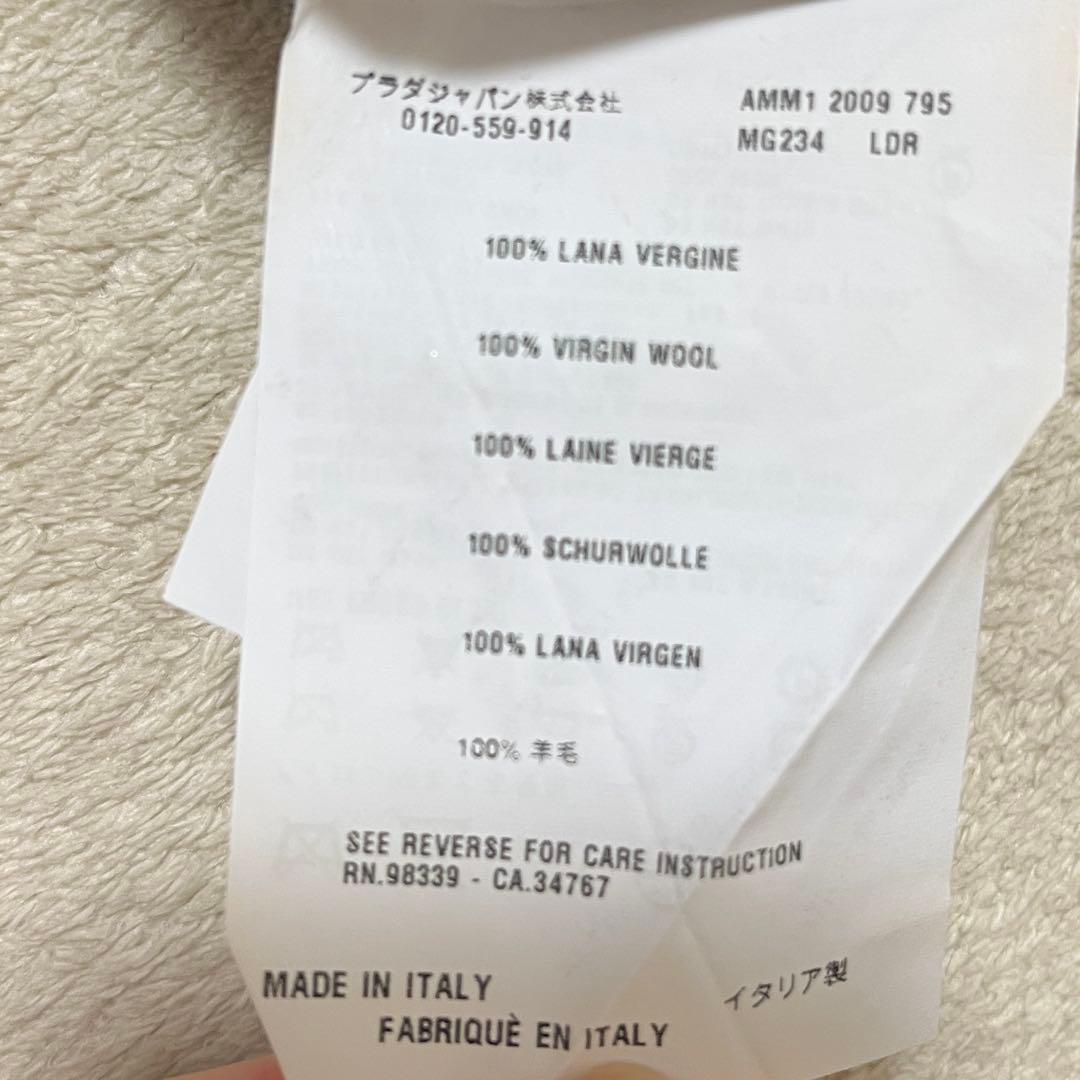 プラダジャパン株式会社
0120-559-914
AMM1 2009 795
MG234 LDR
100% LANA VERGINE
100% VIRGIN WOOL
100% LAINE VIERGE
100% SCHURWOLLE
100% LANA VIRGEN
100% 羊毛
SEE REVERSE FOR CARE INSTRUCTION
RN.98339 - CA.34767
MADE IN ITALY
イタリア製
FABRIQUÈ EN ITALY